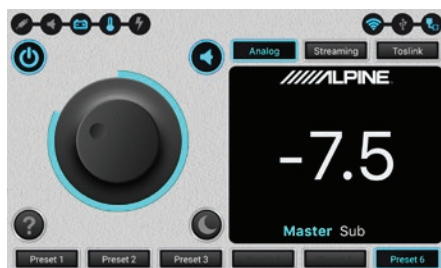 Analog Streaming Toslink
ALPINE
-7.5
Master Sub
?
Preset 1 Preset 2 Preset 3 Preset 6